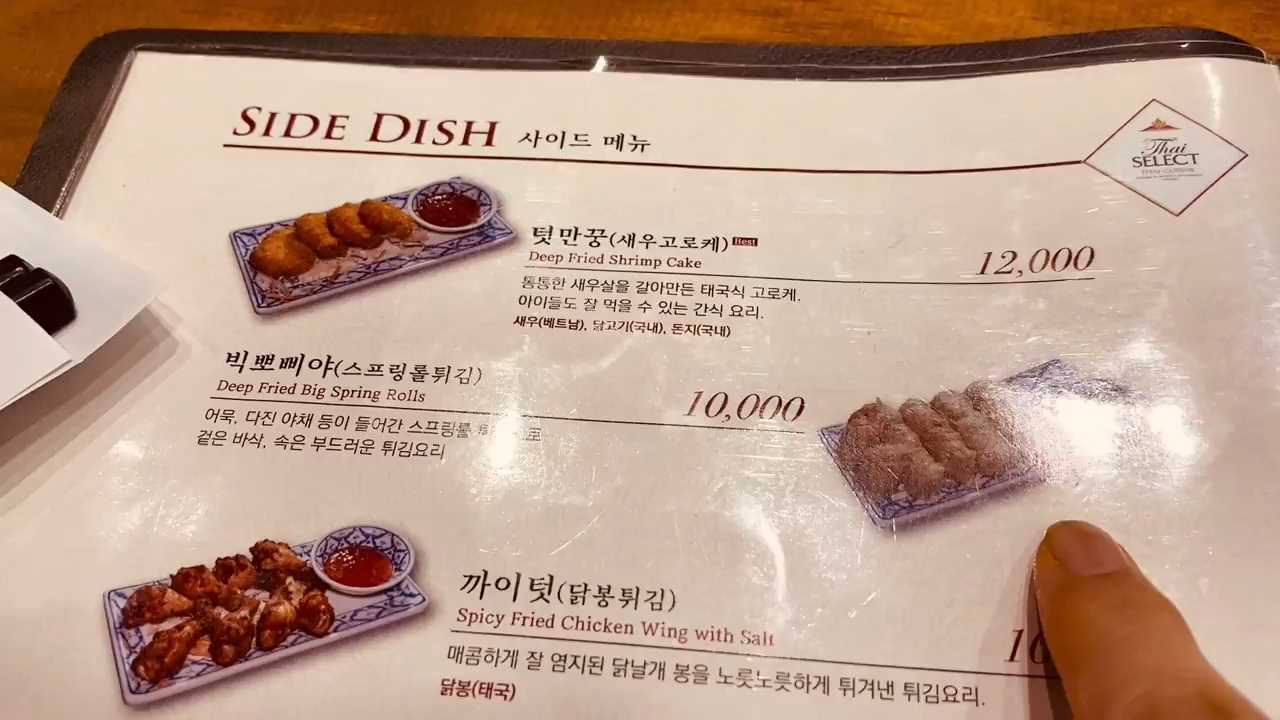 SIDE DISH 사이드 메뉴
Thai
SELECT
텃만꿍(새우고로케) Best
Deep Fried Shrimp Cake
12,000
통통한 새우살을 갈아만든 태국식 고로케.
아이들도 잘 먹을 수 있는 간식 요리.
새우(베트남), 닭고기(국내), 돈지(국내)
빅뽀삐야(스프링롤튀김)
Deep Fried Big Spring Rolls
10,000
어묵, 다진 야채 등이 들어간 스프링롤
겉은 바삭, 속은 부드러운 튀김요리
까이텃(닭봉튀김)
Spicy Fried Chicken Wing with Salt
매콤하게 잘 염지된 닭날개 봉을 노릇노릇하게 튀겨낸 튀김요리.
닭봉(태국)